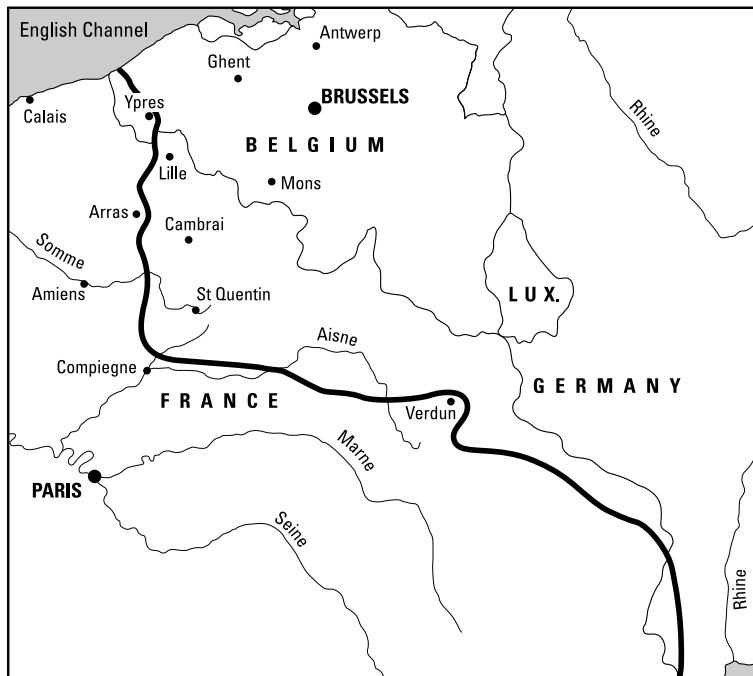 English Channel
Antwerp
Ghent
BRUSSELS
Calais
Ypres
Rhine
BELGIUM
Lille
Mons
Arras
Cambrai
Somme
Amiens
St Quentin
LUX.
Aisne
Compiegne
GERMANY
FRANCE
Verdun
Marne
PARIS
Seine
Rhine